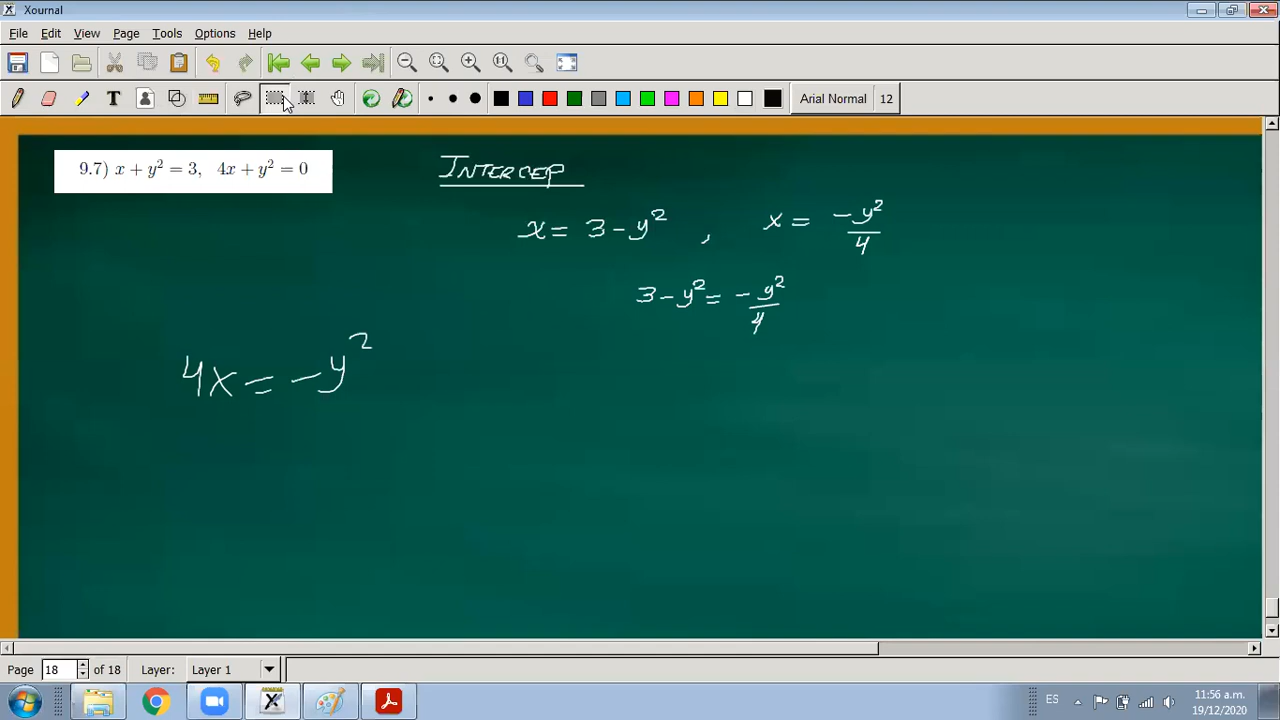 Xournal
File Edit View Page Tools Options Help
T Arial Normal 12
9.7) x + y² = 3, 4x + y² = 0
INTERCEP
x = 3 - y² , x = -y²/4
3 - y² = -y²/4
4x = -y²
Page 18 of 18 Layer: Layer 1
ES 11:56 a.m.
19/12/2020